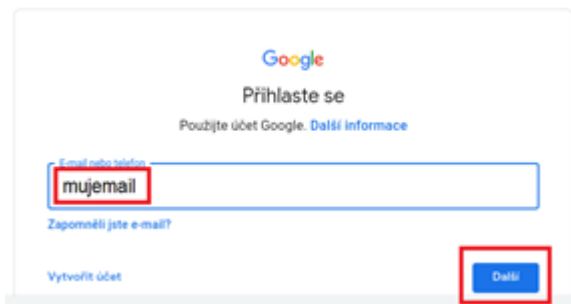 Google
Přihlaste se
Použijte účet Google. Další informace
E-mail nebo telefon
mujemail
Zapomněli jste e-mail?
Vytvořit účet
Další